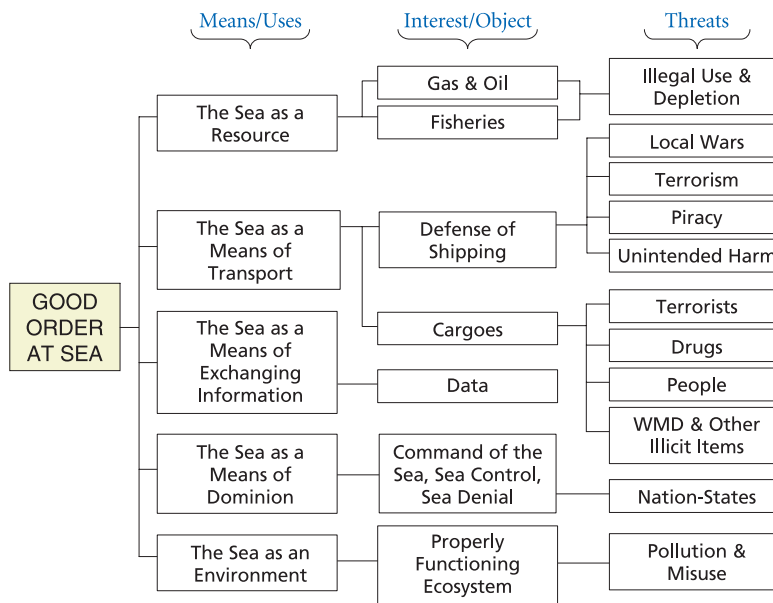 Means/Uses
Interest/Object
Threats
GOOD
ORDER
AT SEA
The Sea as a
Resource
Gas & Oil
Fisheries
Illegal Use &
Depletion
The Sea as a
Means of
Transport
Defense of
Shipping
Local Wars
Terrorism
Piracy
Unintended Harm
Cargoes
Terrorists
Drugs
People
WMD & Other
Illicit Items
The Sea as a
Means of
Exchanging
Information
Data
The Sea as a
Means of
Dominion
Command of the
Sea, Sea Control,
Sea Denial
Nation-States
The Sea as an
Environment
Properly
Functioning
Ecosystem
Pollution &
Misuse